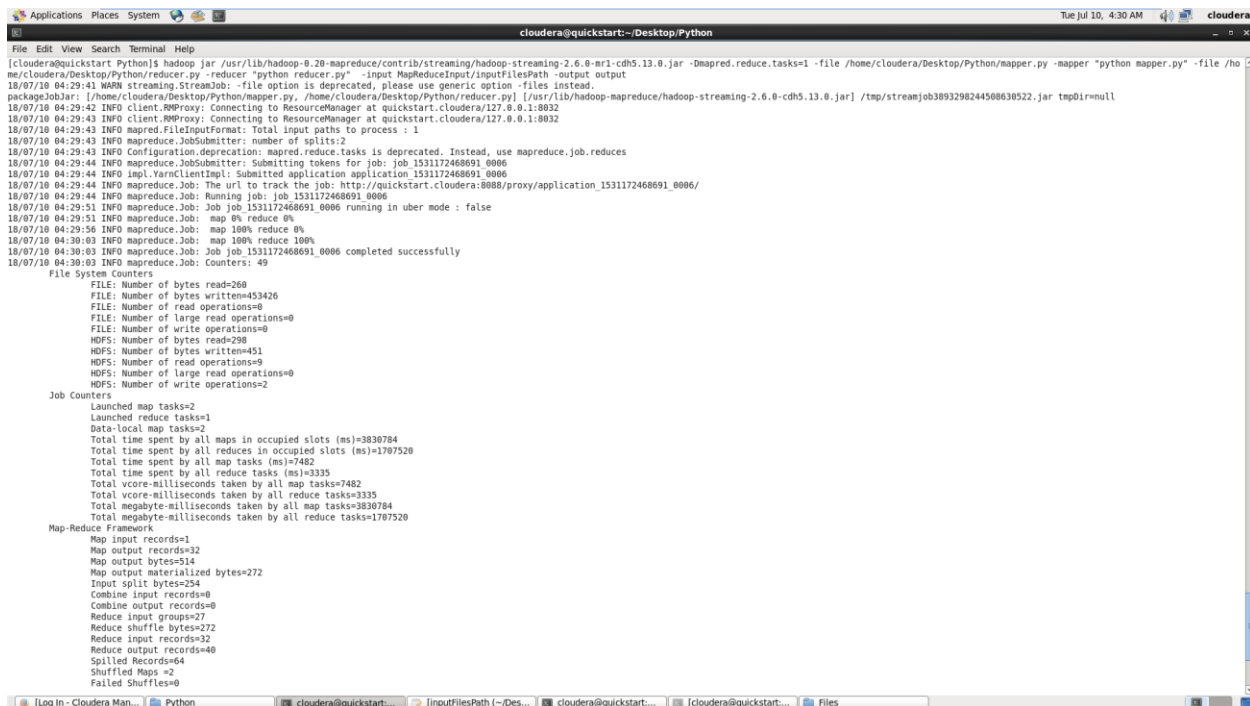 Applications Places System Tue Jul 10, 4:30 AM cloudera
cloudera@quickstart:~/Desktop/Python
File Edit View Search Terminal Help
[cloudera@quickstart Python]$ hadoop jar /usr/lib/hadoop-0.20-mapreduce/contrib/streaming/hadoop-streaming-2.6.0-mr1-cdh5.13.0.jar -Dmapred.reduce.tasks=1 -file /home/cloudera/Desktop/Python/mapper.py -mapper "python mapper.py" -file /ho
me/cloudera/Desktop/Python/reducer.py -reducer "python reducer.py"  -input MapReduceInput/inputFilesPath -output output
18/07/10 04:29:41 WARN streaming.StreamJob: -file option is deprecated, please use generic option -files instead.
packageJobJar: [/home/cloudera/Desktop/Python/mapper.py, /home/cloudera/Desktop/Python/reducer.py] [/usr/lib/hadoop-mapreduce/hadoop-streaming-2.6.0-cdh5.13.0.jar] /tmp/streamjob3893298244508630522.jar tmpDir=null
18/07/10 04:29:42 INFO client.RMProxy: Connecting to ResourceManager at quickstart.cloudera/127.0.0.1:8032
18/07/10 04:29:43 INFO client.RMProxy: Connecting to ResourceManager at quickstart.cloudera/127.0.0.1:8032
18/07/10 04:29:43 INFO mapred.FileInputFormat: Total input paths to process : 1
18/07/10 04:29:43 INFO mapreduce.JobSubmitter: number of splits:2
18/07/10 04:29:43 INFO Configuration.deprecation: mapred.reduce.tasks is deprecated. Instead, use mapreduce.job.reduces
18/07/10 04:29:44 INFO mapreduce.JobSubmitter: Submitting tokens for job: job_1531172468691_0006
18/07/10 04:29:44 INFO impl.YarnClientImpl: Submitted application application_1531172468691_0006
18/07/10 04:29:44 INFO mapreduce.Job: The url to track the job: http://quickstart.cloudera:8088/proxy/application_1531172468691_0006/
18/07/10 04:29:44 INFO mapreduce.Job: Running job: job_1531172468691_0006
18/07/10 04:29:51 INFO mapreduce.Job: Job job_1531172468691_0006 running in uber mode : false
18/07/10 04:29:51 INFO mapreduce.Job:  map 0% reduce 0%
18/07/10 04:29:56 INFO mapreduce.Job:  map 100% reduce 0%
18/07/10 04:30:03 INFO mapreduce.Job:  map 100% reduce 100%
18/07/10 04:30:03 INFO mapreduce.Job: Job job_1531172468691_0006 completed successfully
18/07/10 04:30:03 INFO mapreduce.Job: Counters: 49
File System Counters
FILE: Number of bytes read=260
FILE: Number of bytes written=453426
FILE: Number of read operations=0
FILE: Number of large read operations=0
FILE: Number of write operations=0
HDFS: Number of bytes read=298
HDFS: Number of bytes written=451
HDFS: Number of read operations=9
HDFS: Number of large read operations=0
HDFS: Number of write operations=2
Job Counters
Launched map tasks=2
Launched reduce tasks=1
Data-local map tasks=2
Total time spent by all maps in occupied slots (ms)=3830784
Total time spent by all reduces in occupied slots (ms)=1707520
Total time spent by all map tasks (ms)=7482
Total time spent by all reduce tasks (ms)=3335
Total vcore-milliseconds taken by all map tasks=7482
Total vcore-milliseconds taken by all reduce tasks=3335
Total megabyte-milliseconds taken by all map tasks=3830784
Total megabyte-milliseconds taken by all reduce tasks=1707520
Map-Reduce Framework
Map input records=1
Map output records=32
Map output bytes=514
Map output materialized bytes=272
Input split bytes=254
Combine input records=0
Combine output records=0
Reduce input groups=27
Reduce shuffle bytes=272
Reduce input records=32
Reduce output records=40
Spilled Records=64
Shuffled Maps =2
Failed Shuffles=0
[Log In - Cloudera Man... Python cloudera@quickstart:... [inputFilesPath (~/Des... cloudera@quickstart:... [cloudera@quickstart:... Files